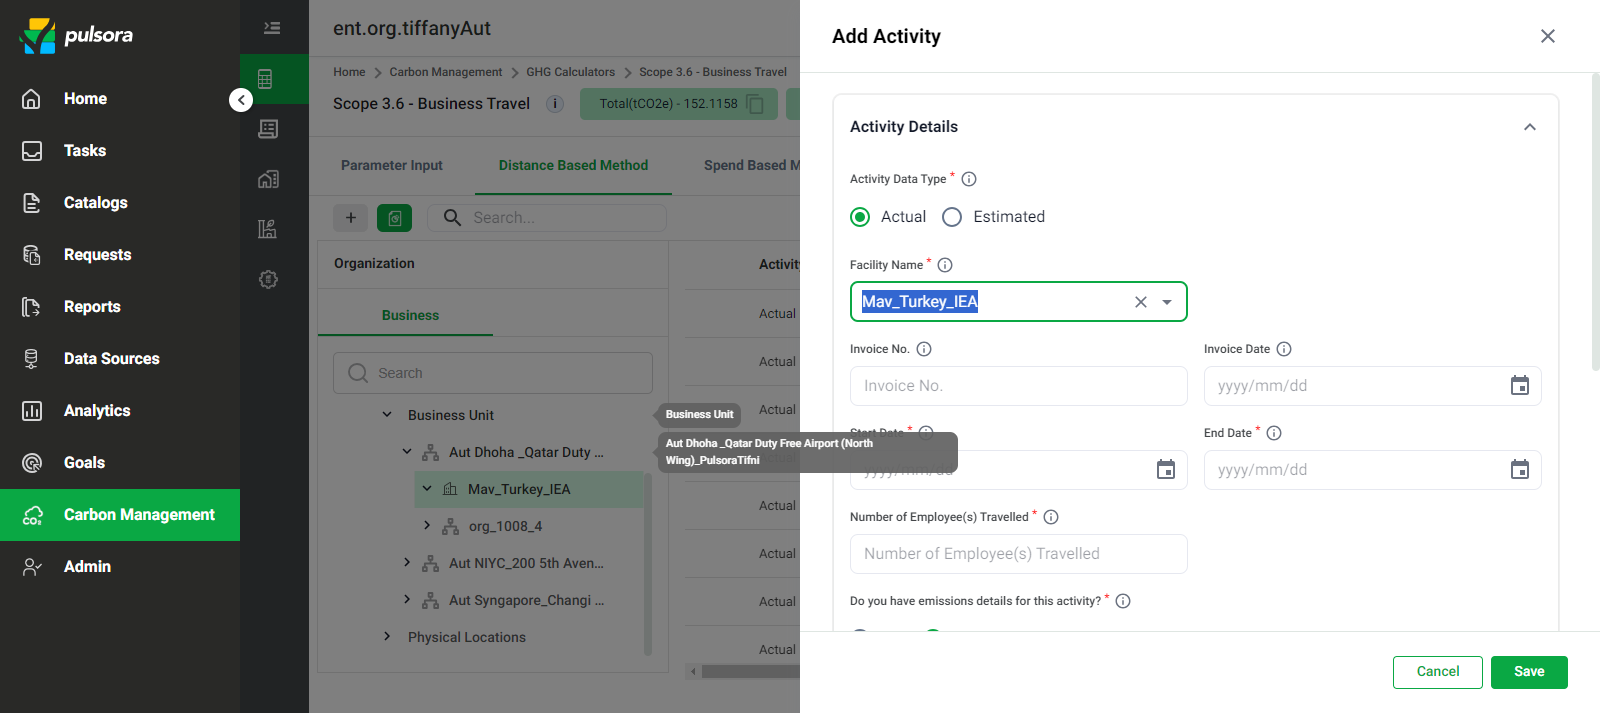 pulsora
Home
Tasks
Catalogs
Requests
Reports
Data Sources
Analytics
Goals
Carbon Management
Admin
ent.org.tiffanyAut
Home > Carbon Management > GHG Calculators > Scope 3.6 - Business Travel
Scope 3.6 - Business Travel
Total(tCO2e) - 152.1158
Parameter Input
Distance Based Method
Spend Based M
Search...
Organization
Business
Search
Business Unit
Aut Dhoha _Qatar Duty ...
Mav_Turkey_IEA
org_1008_4
Aut NIYC_200 5th Aven...
Aut Syngapore_Changi ...
Physical Locations
Business Unit
Aut Dhoha _Qatar Duty Free Airport (North
Wing)_PulsoraTifni
Activity
Actual
Actual
Actual
Actual
Actual
Actual
Actual
Add Activity
Activity Details
Activity Data Type *
Actual
Estimated
Facility Name *
Mav_Turkey_IEA
Invoice No.
Invoice No.
Invoice Date
yyyy/mm/dd
Start Date *
yyyy/mm/dd
End Date *
yyyy/mm/dd
Number of Employee(s) Travelled *
Number of Employee(s) Travelled
Do you have emissions details for this activity? *
Cancel
Save